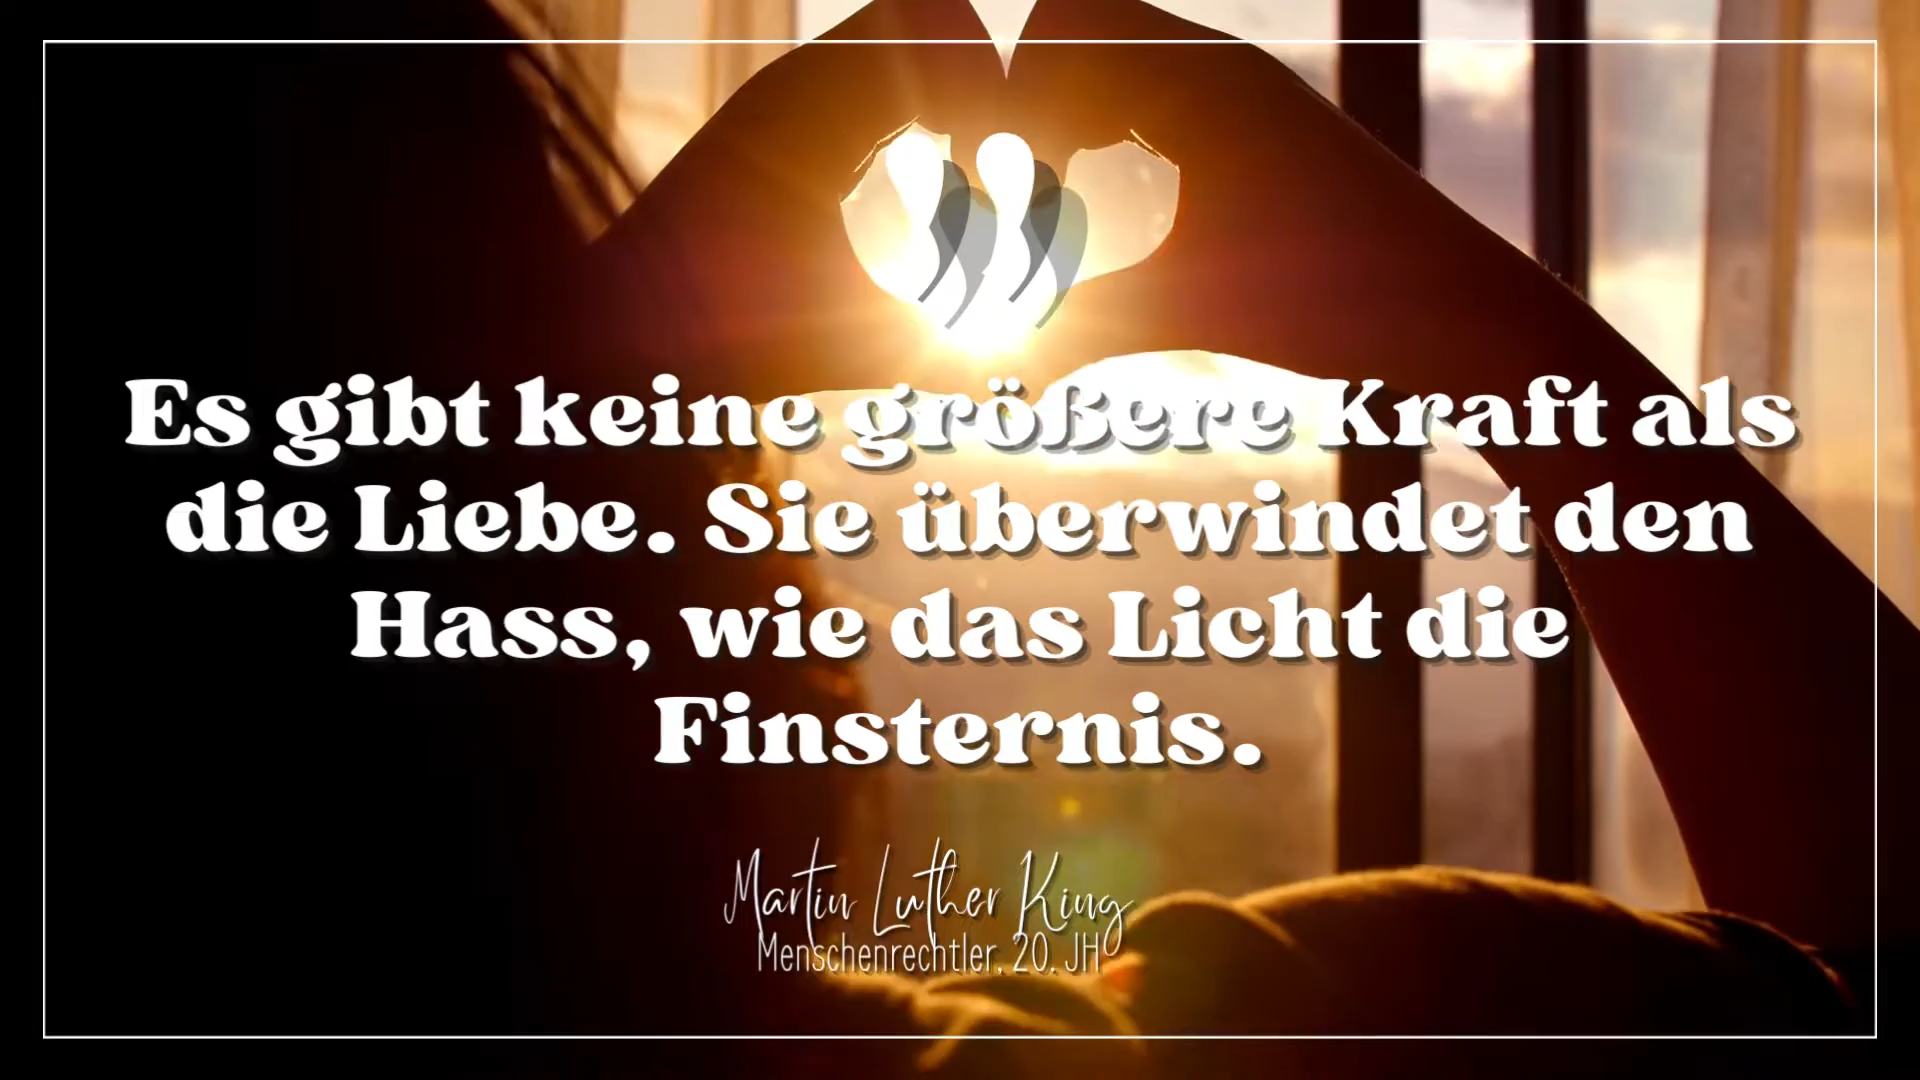 Es gibt keine größere Kraft als
die Liebe. Sie überwindet den
Hass, wie das Licht die
Finsternis.
Martin Luther King
Menschenrechtler, 20. JH